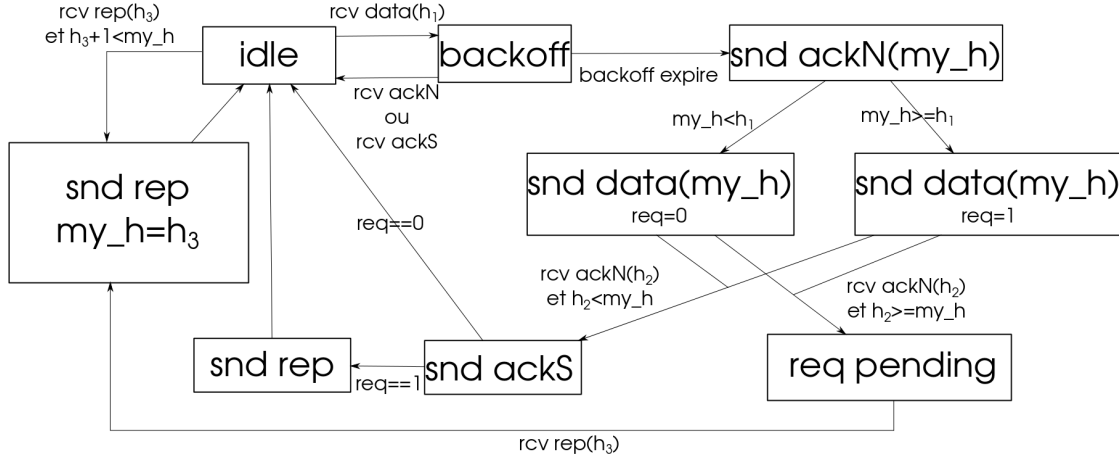 rcv rep(h₃)
et h₃+1<my_h
idle
rcv data(h₁)
backoff
rcv ackN
ou
rcv ackS
backoff expire
snd ackN(my_h)
my_h<h₁
my_h>=h₁
snd rep
my_h=h₃
snd data(my_h)
req=0
snd data(my_h)
req=1
req==0
rcv ackN(h₂)
et h₂<my_h
rcv ackN(h₂)
et h₂>=my_h
snd rep
req==1
snd ackS
req pending
rcv rep(h₃)